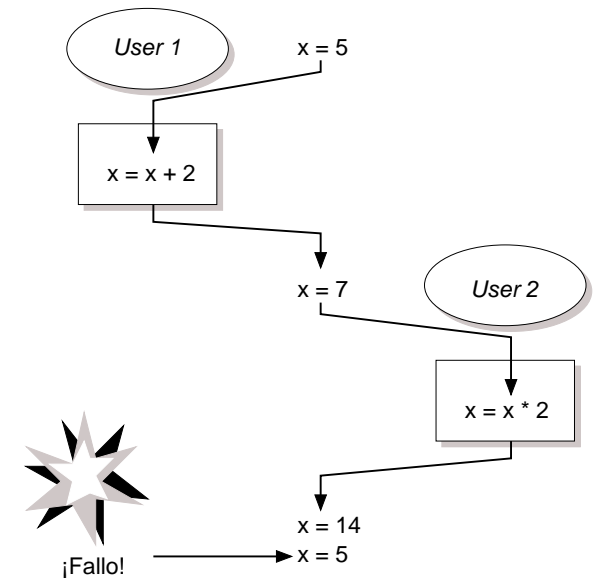 User 1
x = 5
x = x + 2
x = 7
User 2
x = x * 2
x = 14
x = 5
¡Fallo!